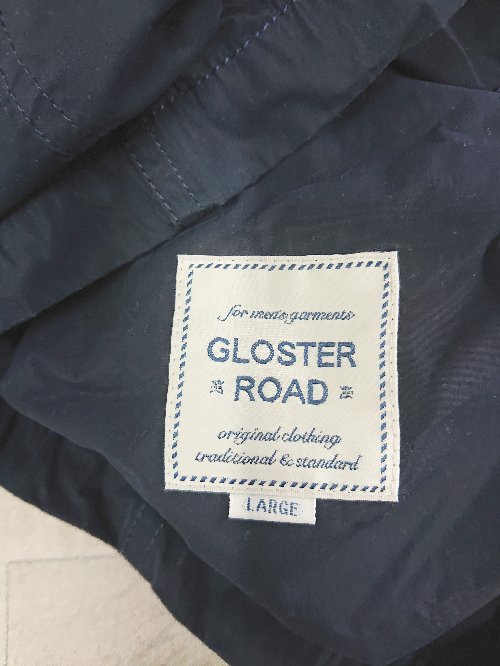 for men's garments
GLOSTER
ROAD
original clothing
traditional & standard
LARGE